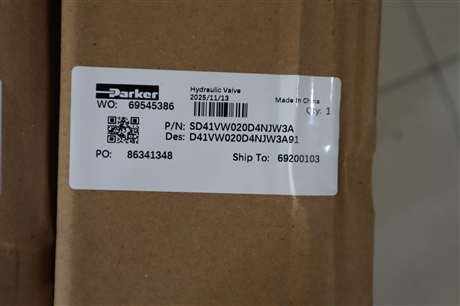 Parker
Hydraulic Valve
2025/11/13
Made In China
WO: 69545386
Qty: 1
P/N: SD41VW020D4NJW3A
Des: D41VW020D4NJW3A91
PO: 86341348
Ship To: 69200103